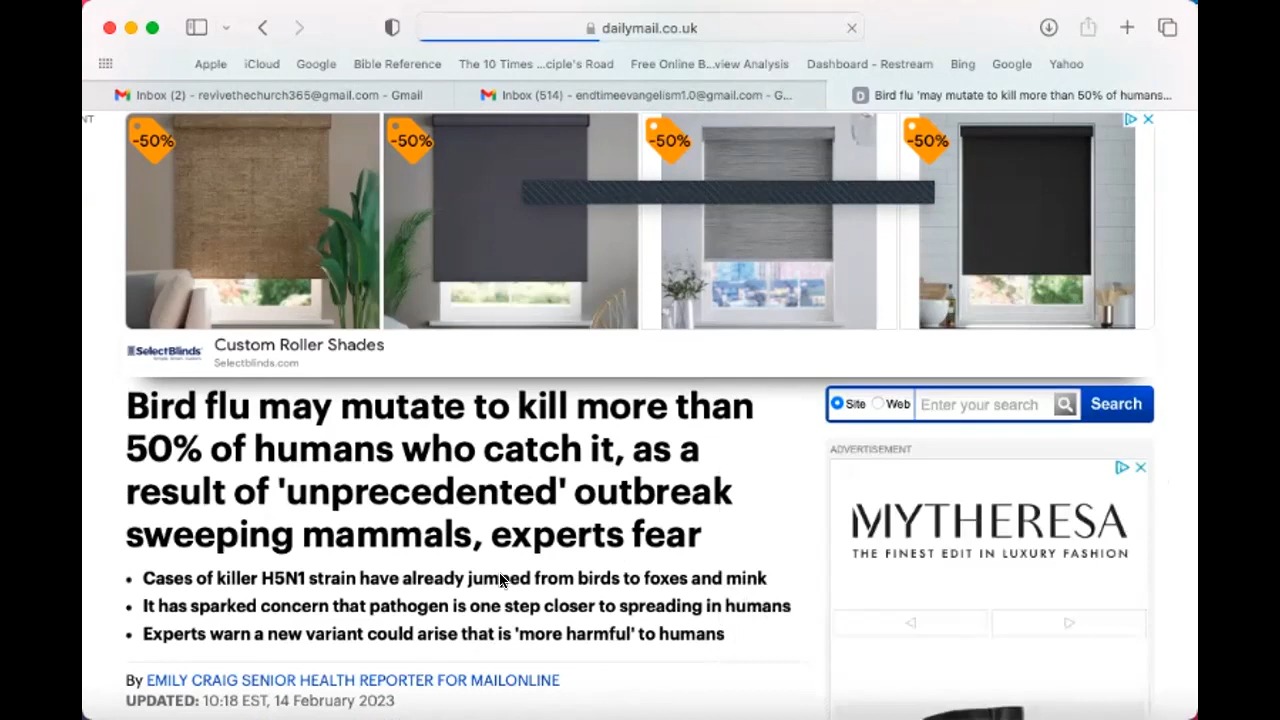 dailymail.co.uk
Apple iCloud Google Bible Reference The 10 Times ...ciple's Road Free Online B...view Analysis Dashboard - Restream Bing Google Yahoo
Inbox (2) - revivethechurch365@gmail.com - Gmail Inbox (514) - endtimeevangelism1.0@gmail.com - G... D Bird flu 'may mutate to kill more than 50% of humans...
NT
-50% -50% -50% -50%
SelectBlinds
Custom Roller Shades
Selectblinds.com
Bird flu may mutate to kill more than
50% of humans who catch it, as a
result of 'unprecedented' outbreak
sweeping mammals, experts fear
• Cases of killer H5N1 strain have already jumped from birds to foxes and mink
• It has sparked concern that pathogen is one step closer to spreading in humans
• Experts warn a new variant could arise that is 'more harmful' to humans
By EMILY CRAIG SENIOR HEALTH REPORTER FOR MAILONLINE
UPDATED: 10:18 EST, 14 February 2023
Site Web Enter your search Search
ADVERTISEMENT
MYTHERESA
THE FINEST EDIT IN LUXURY FASHION